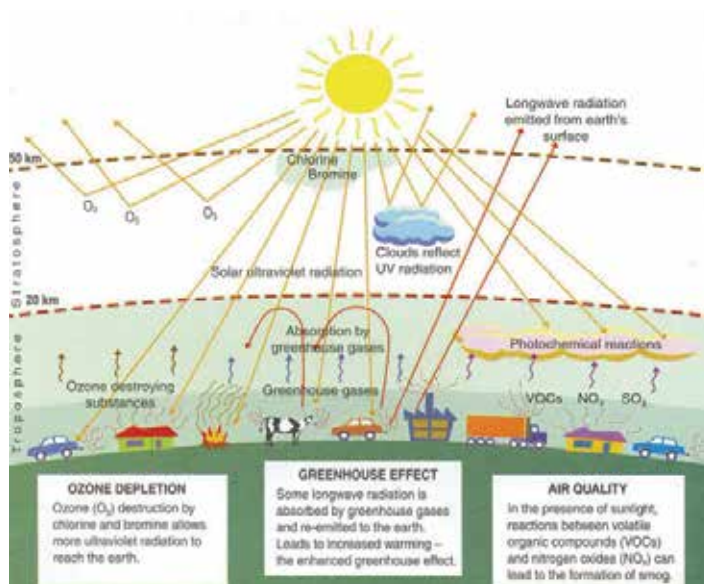 Longwave radiation
emitted from earth's
surface
50 km
Chlorine
Bromine
O₃
O₃
O₃
Stratosphere
Clouds reflect
UV radiation
Solar ultraviolet radiation
20 km
Absorption by
greenhouse gases
Photochemical reactions
Troposphere
Ozone destroying
substances
Greenhouse gases
VOCs NOₓ SO₂
OZONE DEPLETION
Ozone (O₃) destruction by
chlorine and bromine allows
more ultraviolet radiation to
reach the earth.
GREENHOUSE EFFECT
Some longwave radiation is
absorbed by greenhouse gases
and re-emitted to the earth.
Leads to increased warming –
the enhanced greenhouse effect.
AIR QUALITY
In the presence of sunlight,
reactions between volatile
organic compounds (VOCs)
and nitrogen oxides (NOₓ) can
lead to the formation of smog.